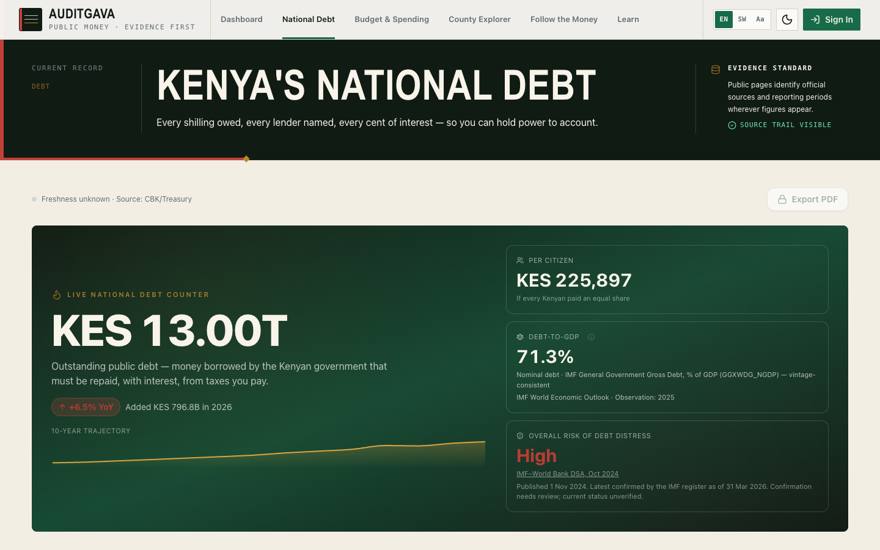 AUDITGAVA
PUBLIC MONEY · EVIDENCE FIRST
Dashboard
National Debt
Budget & Spending
County Explorer
Follow the Money
Learn
EN
SW
Aa
Sign In
CURRENT RECORD
DEBT
KENYA'S NATIONAL DEBT
Every shilling owed, every lender named, every cent of interest — so you can hold power to account.
EVIDENCE STANDARD
Public pages identify official
sources and reporting periods
wherever figures appear.
SOURCE TRAIL VISIBLE
Freshness unknown · Source: CBK/Treasury
Export PDF
LIVE NATIONAL DEBT COUNTER
KES 13.00T
Outstanding public debt — money borrowed by the Kenyan government that
must be repaid, with interest, from taxes you pay.
↑ +6.5% YoY
Added KES 796.8B in 2026
10-YEAR TRAJECTORY
PER CITIZEN
KES 225,897
If every Kenyan paid an equal share
DEBT-TO-GDP
71.3%
Nominal debt · IMF General Government Gross Debt, % of GDP (GGXWDG_NGDP) — vintage-
consistent
IMF World Economic Outlook · Observation: 2025
OVERALL RISK OF DEBT DISTRESS
High
IMF–World Bank DSA, Oct 2024
Published 1 Nov 2024. Latest confirmed by the IMF register as of 31 Mar 2026. Confirmation
needs review; current status unverified.